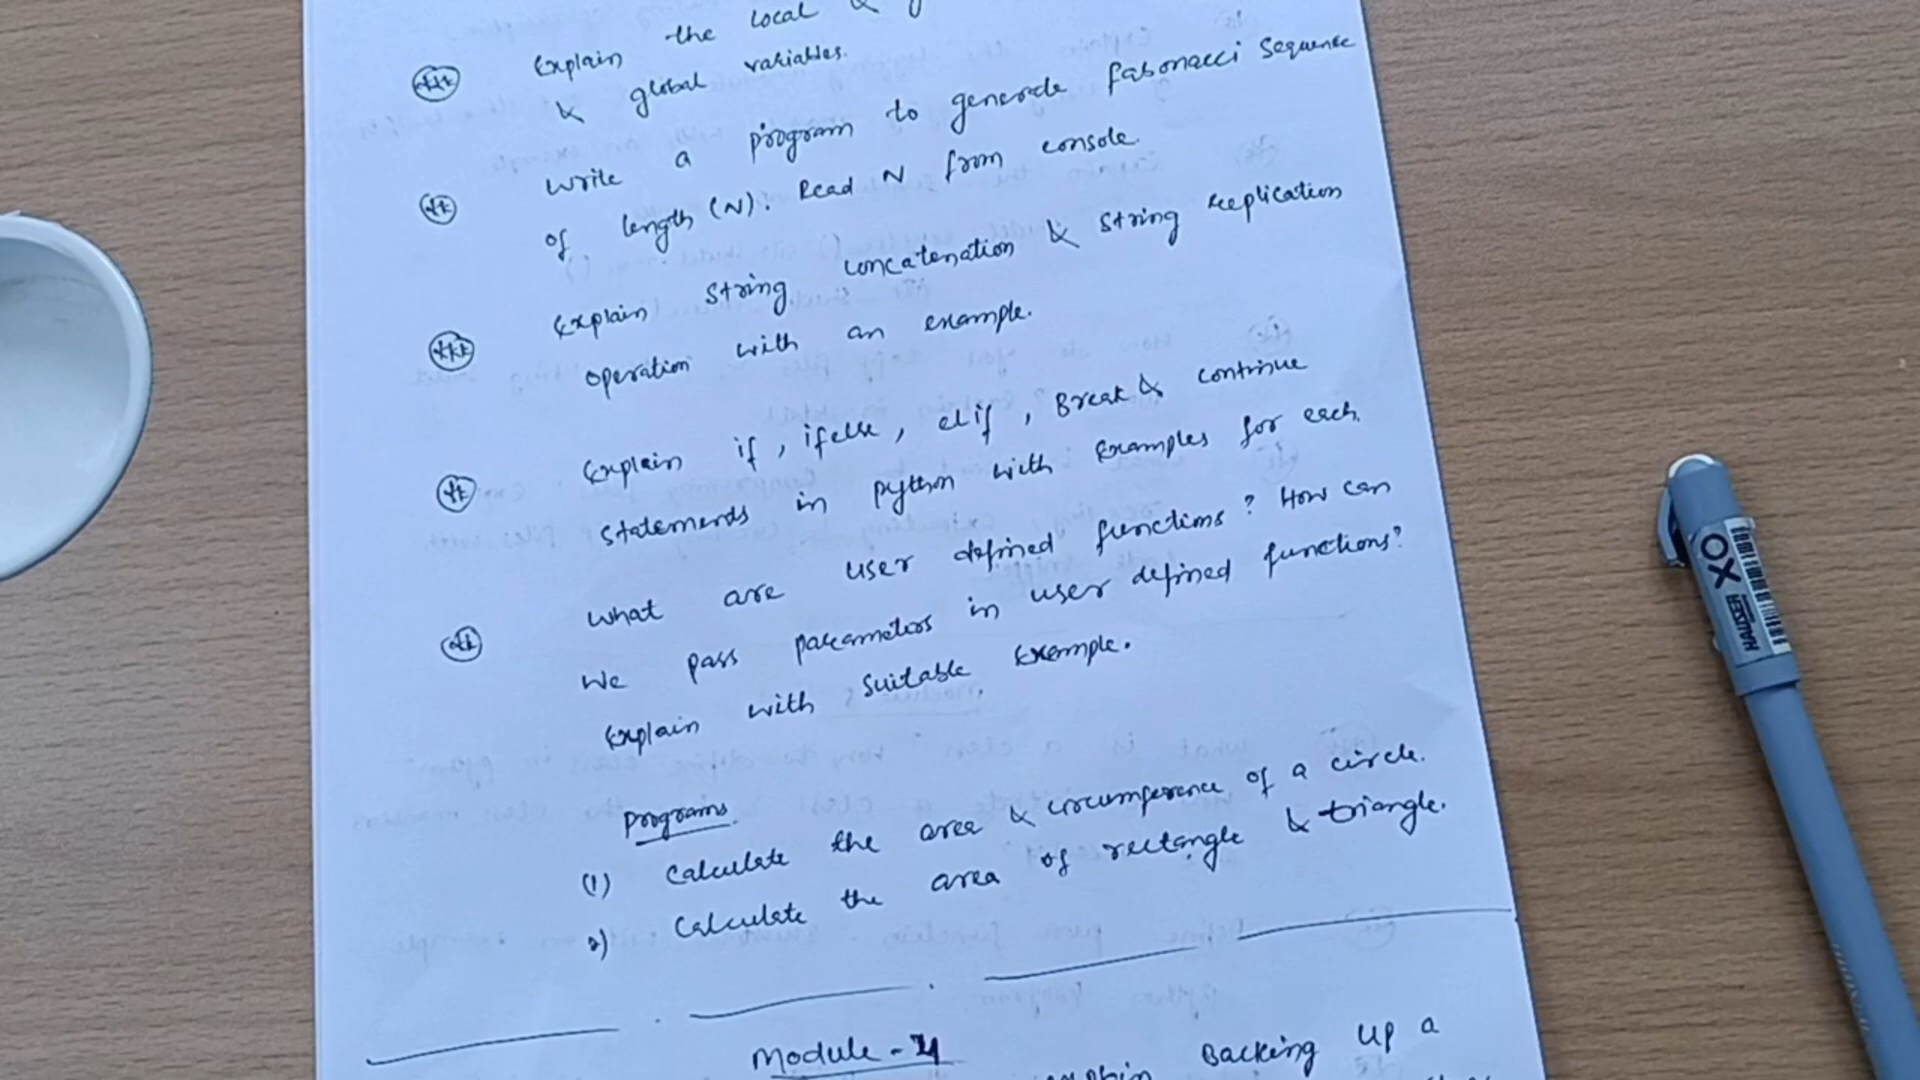 *** Explain the local &
& global variables.
** Write a program to generate fabonacci Sequence
of length (N). Read N from console.
*** Explain string concatenation & string replication
operation with an example.
** Explain if, ifelse, elif, Break & continue
statements in python with Examples for each.
** What are user defined functions? How can
We pass parameters in user defined functions?
Explain with suitable Example.
Programs.
(1) Calculate the area & circumference of a circle.
2) Calculate the area of rectangle & triangle.
Module - 4
Backing up a
OX
HAUSER